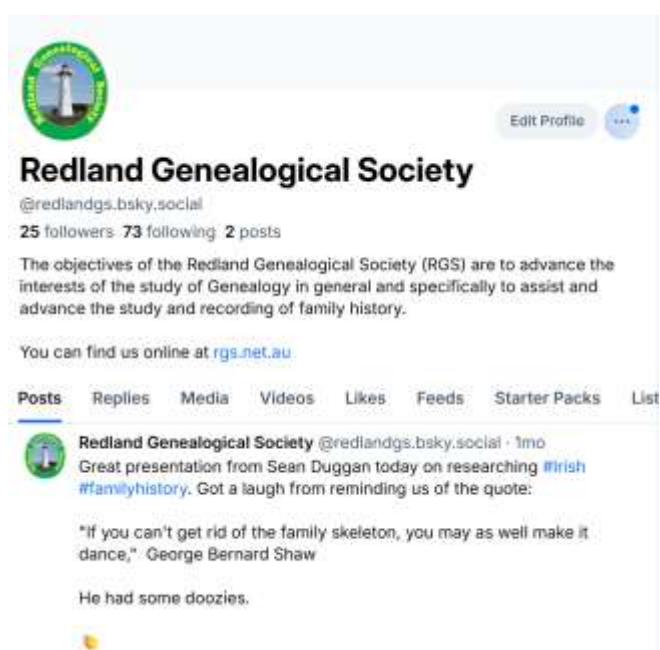 Redland Genealogical Society
Edit Profile
Redland Genealogical Society
@redlandgs.bsky.social
25 followers 73 following 2 posts
The objectives of the Redland Genealogical Society (RGS) are to advance the
interests of the study of Genealogy in general and specifically to assist and
advance the study and recording of family history.
You can find us online at rgs.net.au
Posts Replies Media Videos Likes Feeds Starter Packs List
Redland Genealogical Society @redlandgs.bsky.social · 1mo
Great presentation from Sean Duggan today on researching #Irish
#familyhistory. Got a laugh from reminding us of the quote:
"If you can't get rid of the family skeleton, you may as well make it
dance," George Bernard Shaw
He had some doozies.